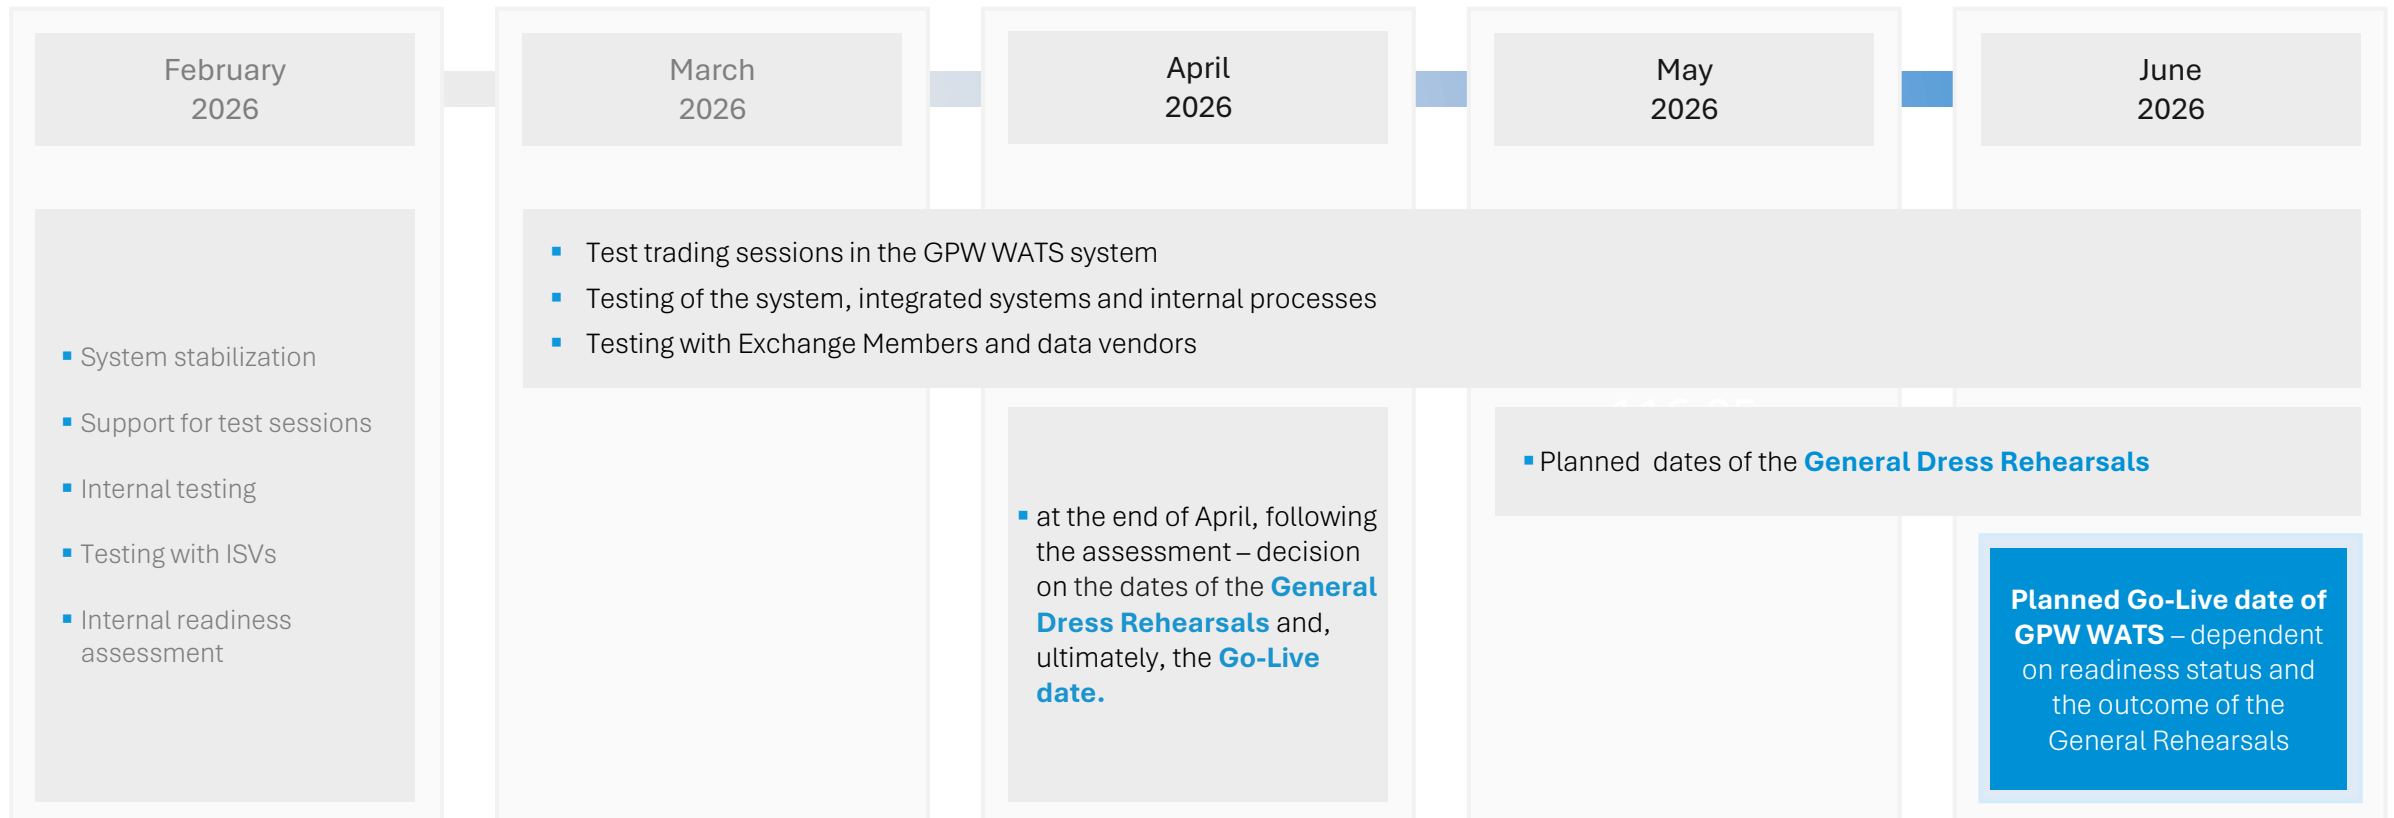 February
2026
March
2026
April
2026
May
2026
June
2026
▪ System stabilization
▪ Support for test sessions
▪ Internal testing
▪ Testing with ISVs
▪ Internal readiness
assessment
▪ Test trading sessions in the GPW WATS system
▪ Testing of the system, integrated systems and internal processes
▪ Testing with Exchange Members and data vendors
▪ at the end of April, following
the assessment – decision
on the dates of the General
Dress Rehearsals and,
ultimately, the Go-Live
date.
▪ Planned  dates of the General Dress Rehearsals
Planned Go-Live date of
GPW WATS – dependent
on readiness status and
the outcome of the
General Rehearsals